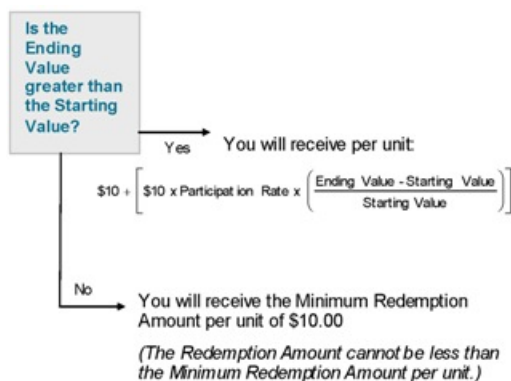 Is the
Ending
Value
greater than
the Starting
Value?
Yes
You will receive per unit:
$10 + [ $10 x Participation Rate x ( Ending Value - Starting Value
Starting Value ) ]
No
You will receive the Minimum Redemption
Amount per unit of $10.00
(The Redemption Amount cannot be less than
the Minimum Redemption Amount per unit.)